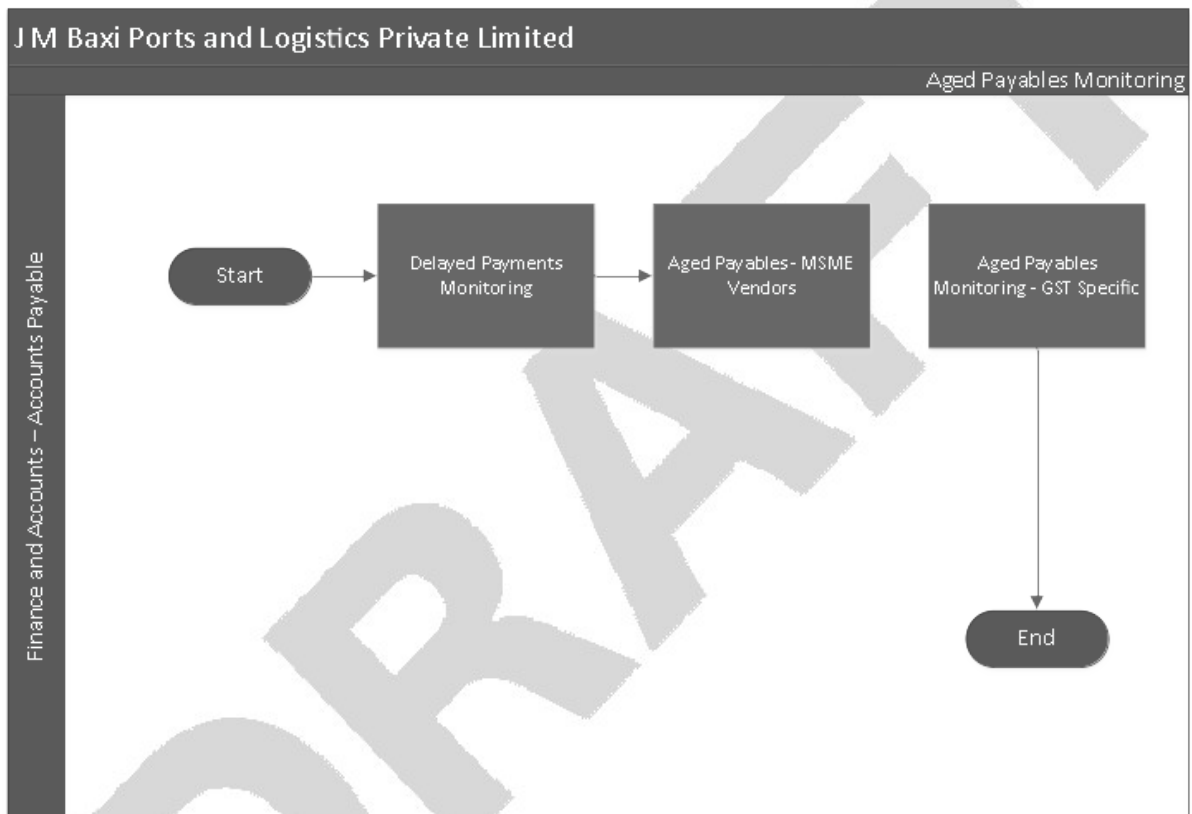 J M Baxi Ports and Logistics Private Limited
Aged Payables Monitoring
Finance and Accounts – Accounts Payable
Start
Delayed Payments
Monitoring
Aged Payables- MSME
Vendors
Aged Payables
Monitoring - GST Specific
End
DRAFT